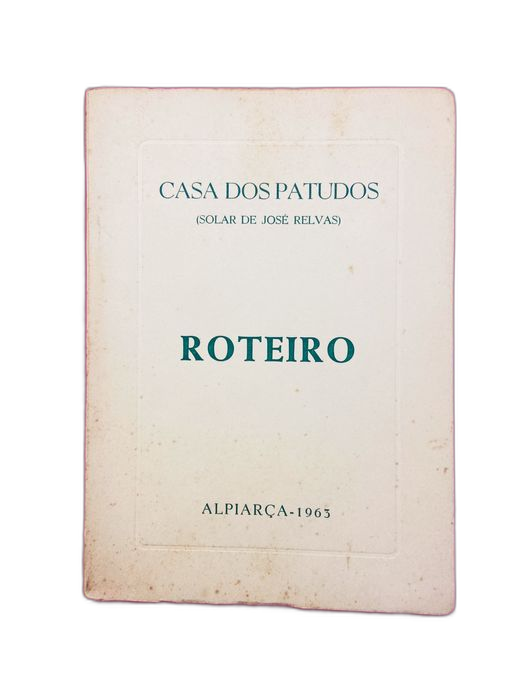 CASA DOS PATUDOS
(SOLAR DE JOSÉ RELVAS)
ROTEIRO
ALPIARÇA-1963